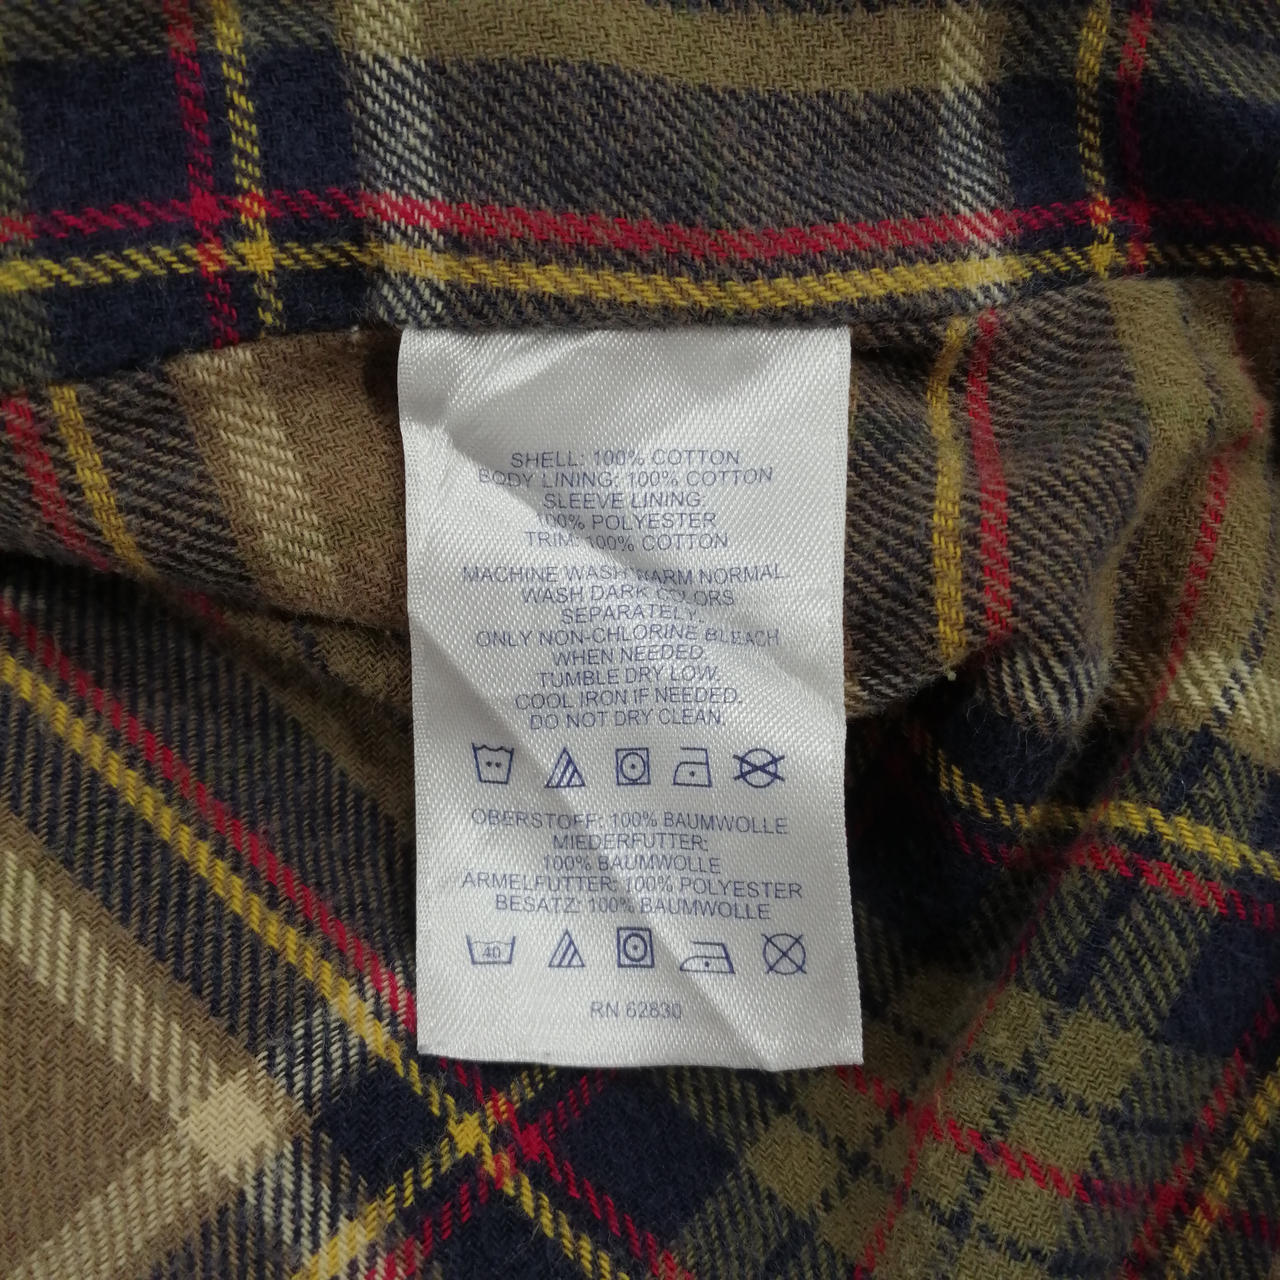 SHELL: 100% COTTON
BODY LINING: 100% COTTON
SLEEVE LINING:
100% POLYESTER
TRIM: 100% COTTON
MACHINE WASH WARM NORMAL.
WASH DARK COLORS
SEPARATELY.
ONLY NON-CHLORINE BLEACH
WHEN NEEDED.
TUMBLE DRY LOW.
COOL IRON IF NEEDED.
DO NOT DRY CLEAN.
OBERSTOFF: 100% BAUMWOLLE
MIEDERFUTTER:
100% BAUMWOLLE
ARMELFUTTER: 100% POLYESTER
BESATZ: 100% BAUMWOLLE
40
RN 62830